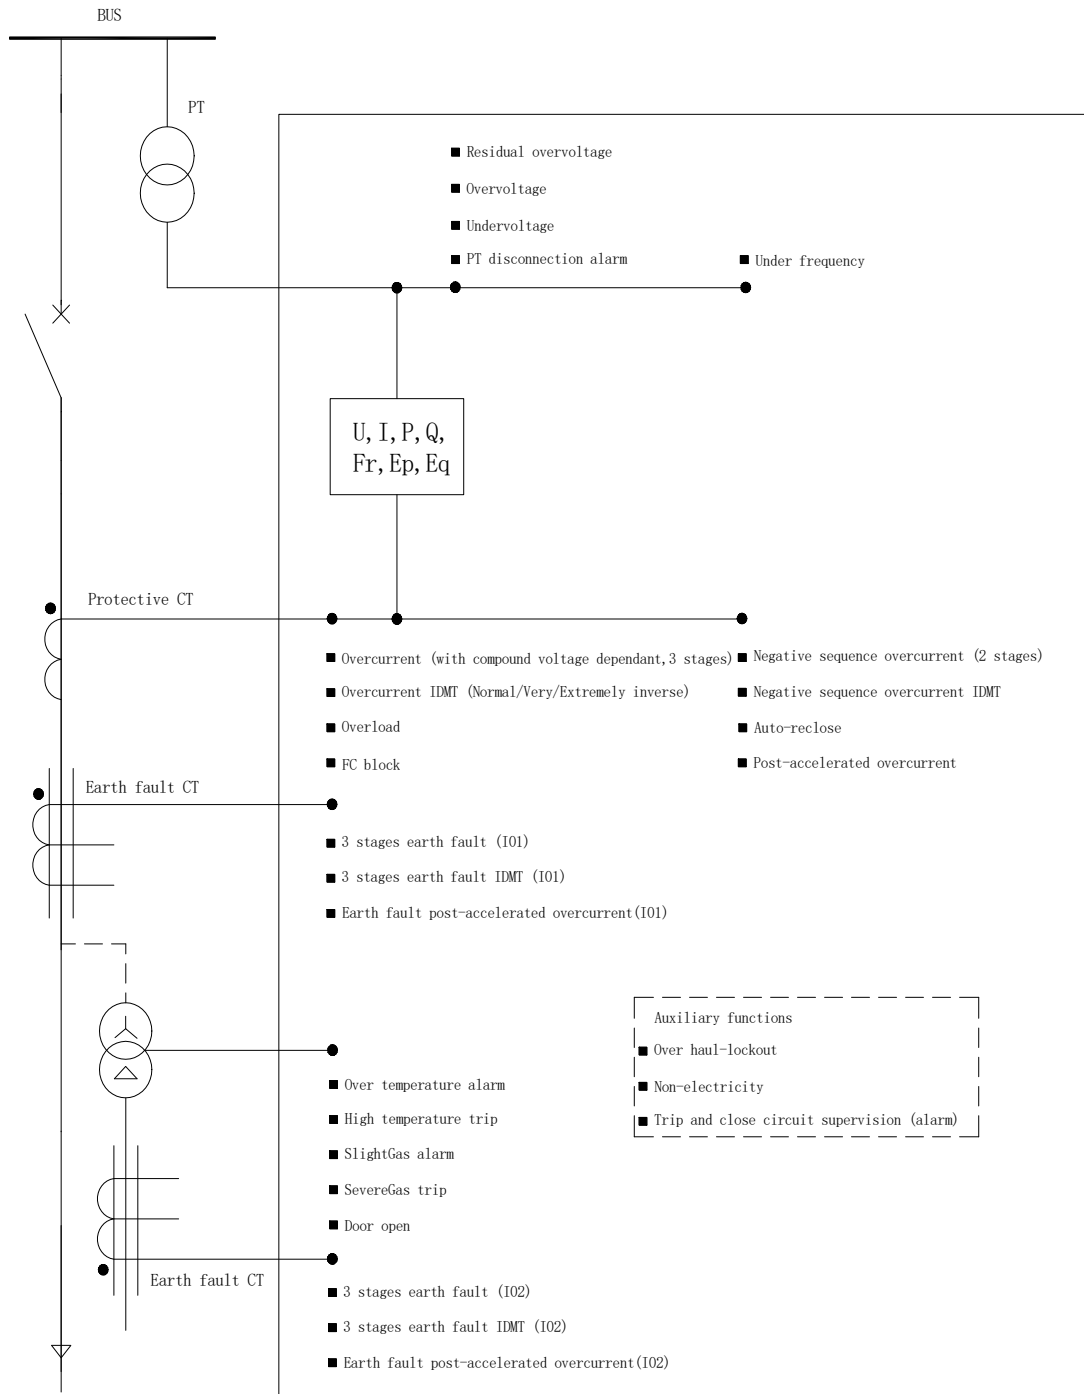 BUS
PT
Residual overvoltage
Overvoltage
Undervoltage
PT disconnection alarm
Under frequency
U, I, P, Q,
Fr, Ep, Eq
Protective CT
Overcurrent (with compound voltage dependant,3 stages)
Negative sequence overcurrent (2 stages)
Overcurrent IDMT (Normal/Very/Extremely inverse)
Negative sequence overcurrent IDMT
Overload
Auto-reclose
FC block
Post-accelerated overcurrent
Earth fault CT
3 stages earth fault (I01)
3 stages earth fault IDMT (I01)
Earth fault post-accelerated overcurrent(I01)
Auxiliary functions
Over haul-lockout
Non-electricity
Trip and close circuit supervision (alarm)
Over temperature alarm
High temperature trip
SlightGas alarm
SevereGas trip
Door open
Earth fault CT
3 stages earth fault (I02)
3 stages earth fault IDMT (I02)
Earth fault post-accelerated overcurrent(I02)